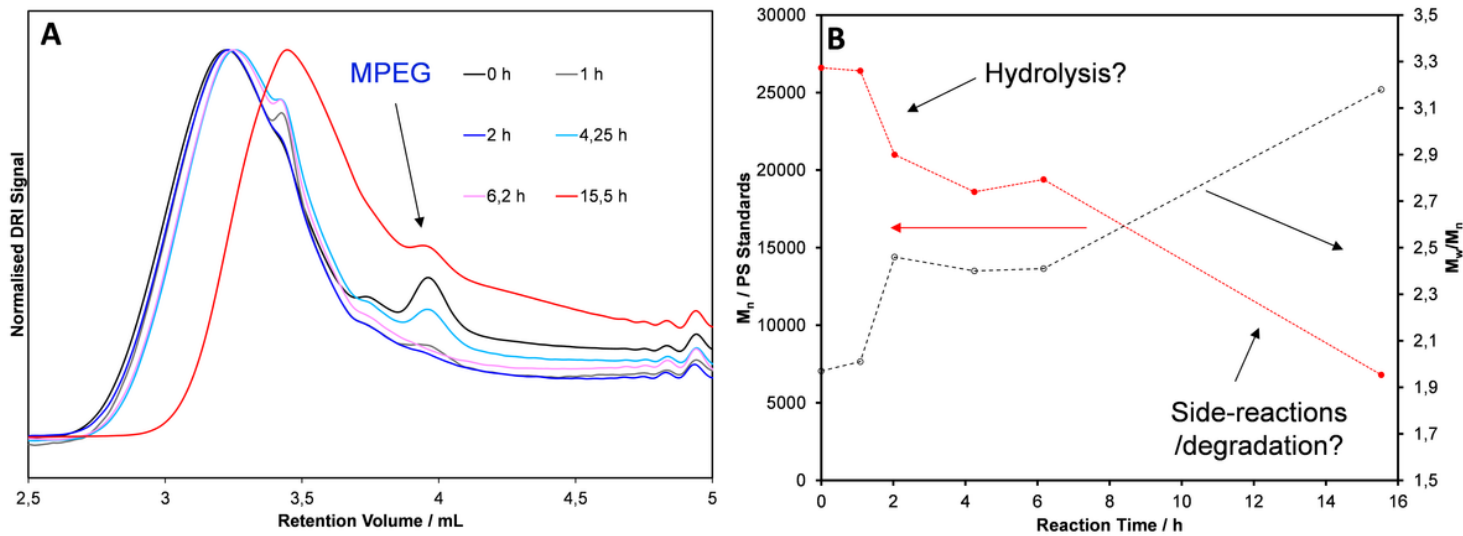 A
MPEG
0 h
1 h
2 h
4,25 h
6,2 h
15,5 h
Normalised DRI Signal
2,5
3
3,5
4
4,5
5
Retention Volume / mL
B
Hydrolysis?
Side-reactions
/degradation?
30000
25000
20000
15000
10000
5000
0
Mn / PS Standards
3,5
3,3
3,1
2,9
2,7
2,5
2,3
2,1
1,9
1,7
1,5
Mw/Mn
0
2
4
6
8
10
12
14
16
Reaction Time / h